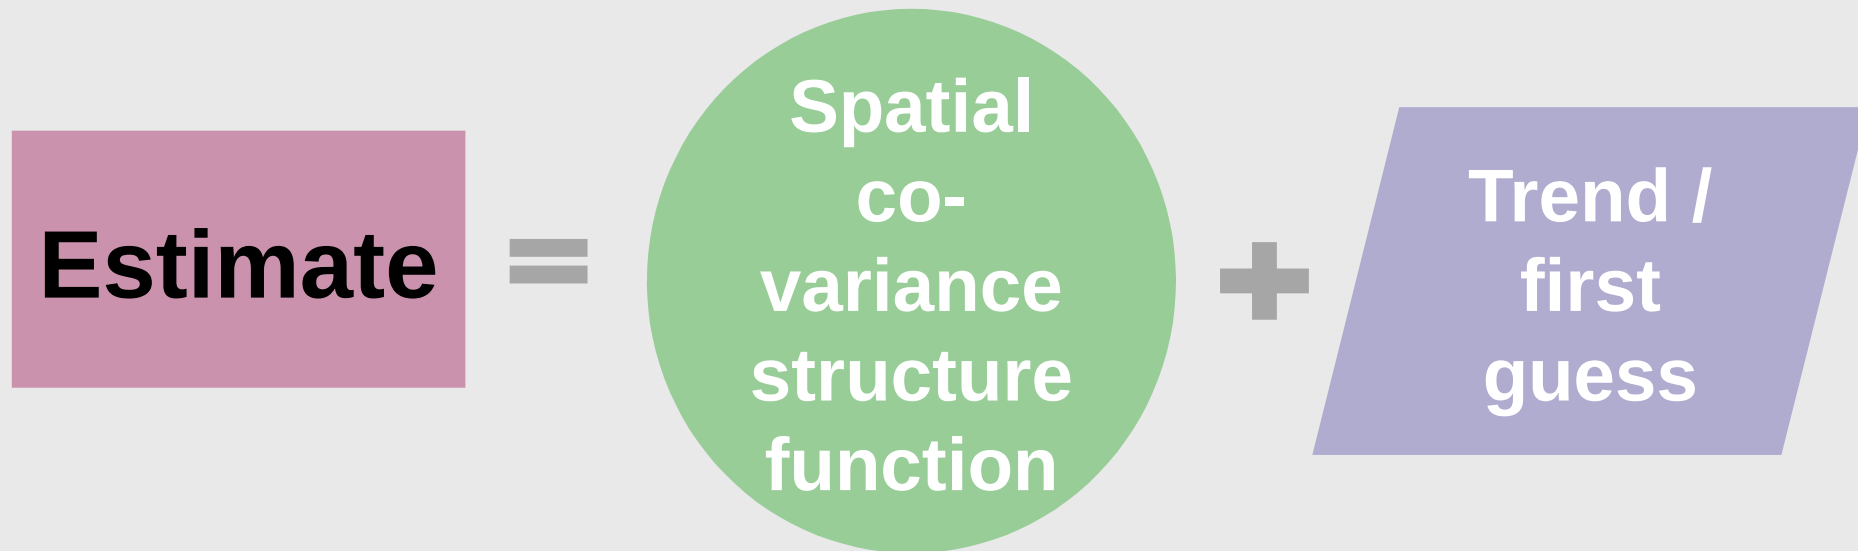 Estimate
=
Spatial
co-
variance
structure
function
+
Trend /
first
guess